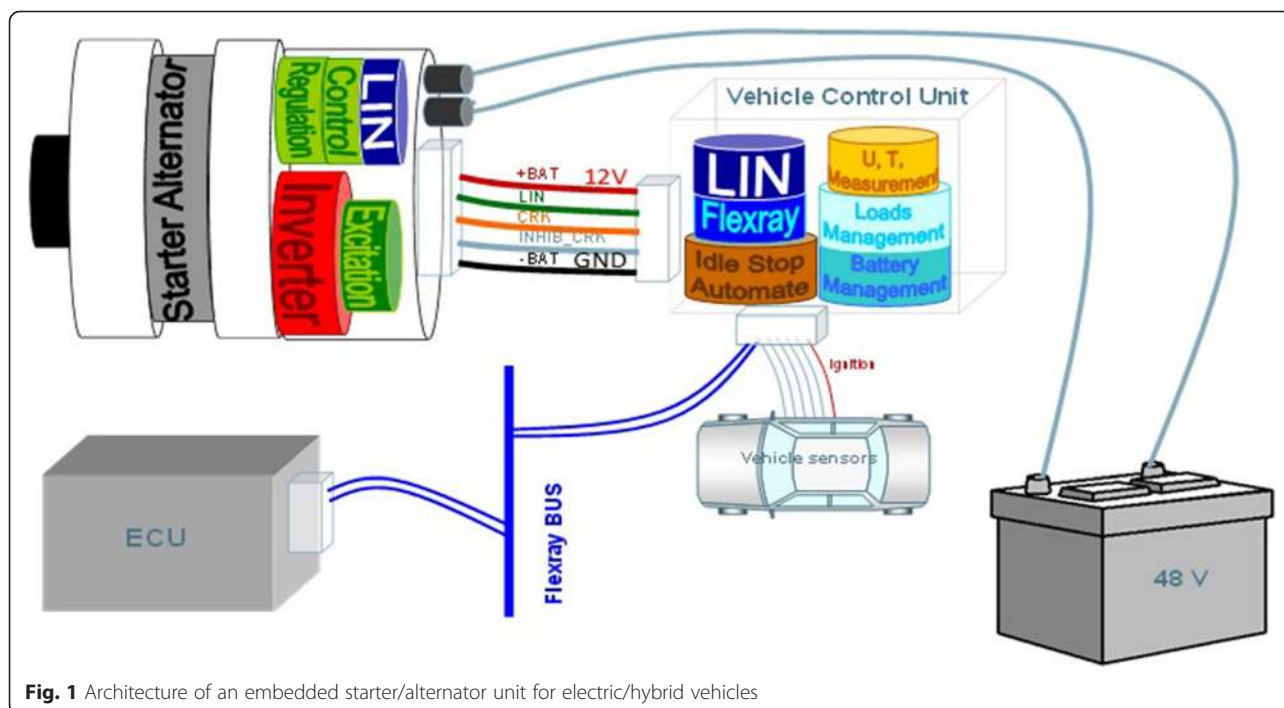 Starter Alternator
Regulation
Control
LIN
Inverter
Excitation
+BAT 12V
LIN
CRK
INHIB_CRK
-BAT GND
Vehicle Control Unit
LIN
Flexray
Idle Stop
Automate
U, T,
Measurement
Loads
Management
Battery
Management
Ignition
Vehicle sensors
ECU
Flexray BUS
48 V
Fig. 1 Architecture of an embedded starter/alternator unit for electric/hybrid vehicles